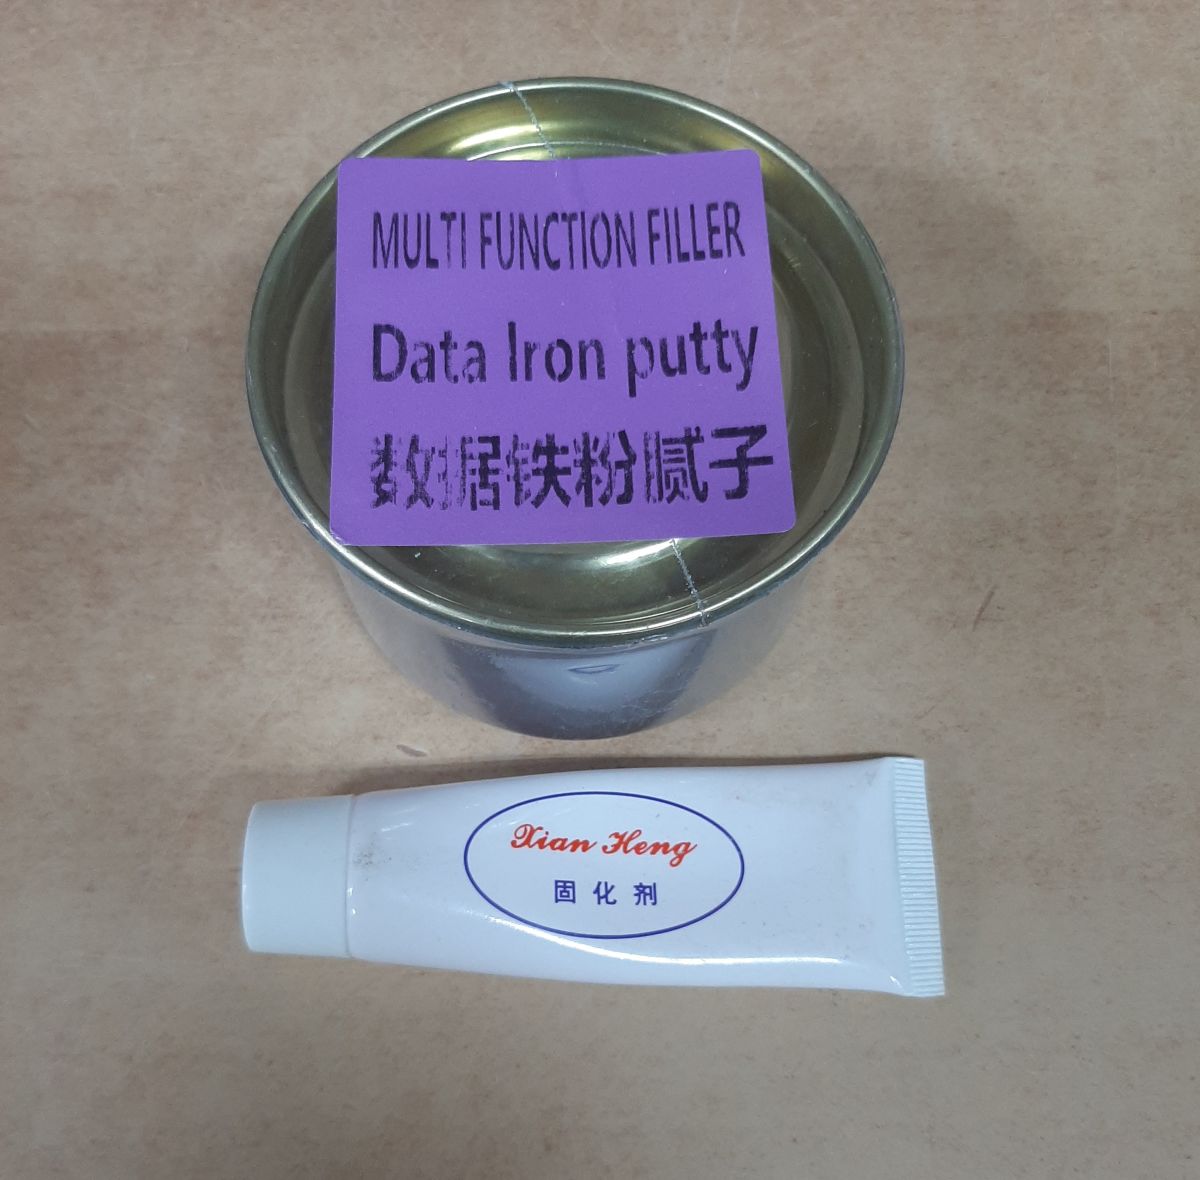 MULTI FUNCTION FILLER
Data Iron putty
数据铁粉腻子
Xian Heng
固化剂